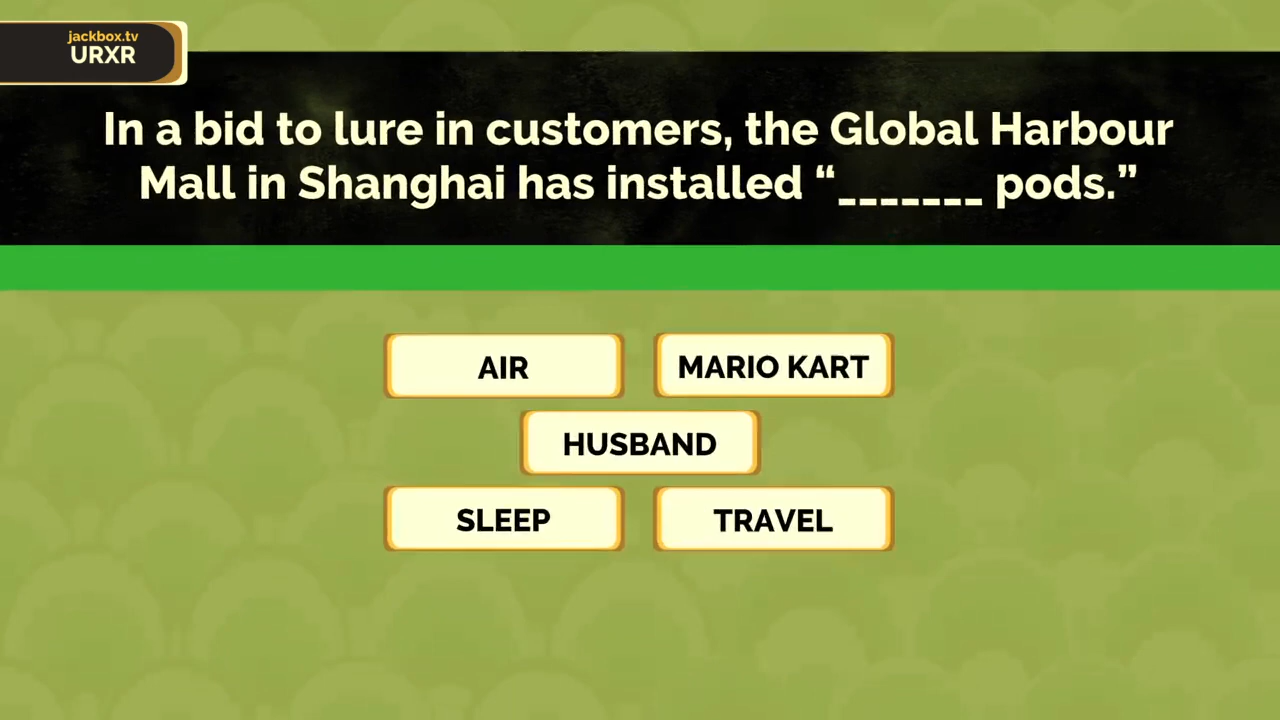 jackbox.tv
URXR
In a bid to lure in customers, the Global Harbour
Mall in Shanghai has installed “_______ pods.”
AIR
MARIO KART
HUSBAND
SLEEP
TRAVEL